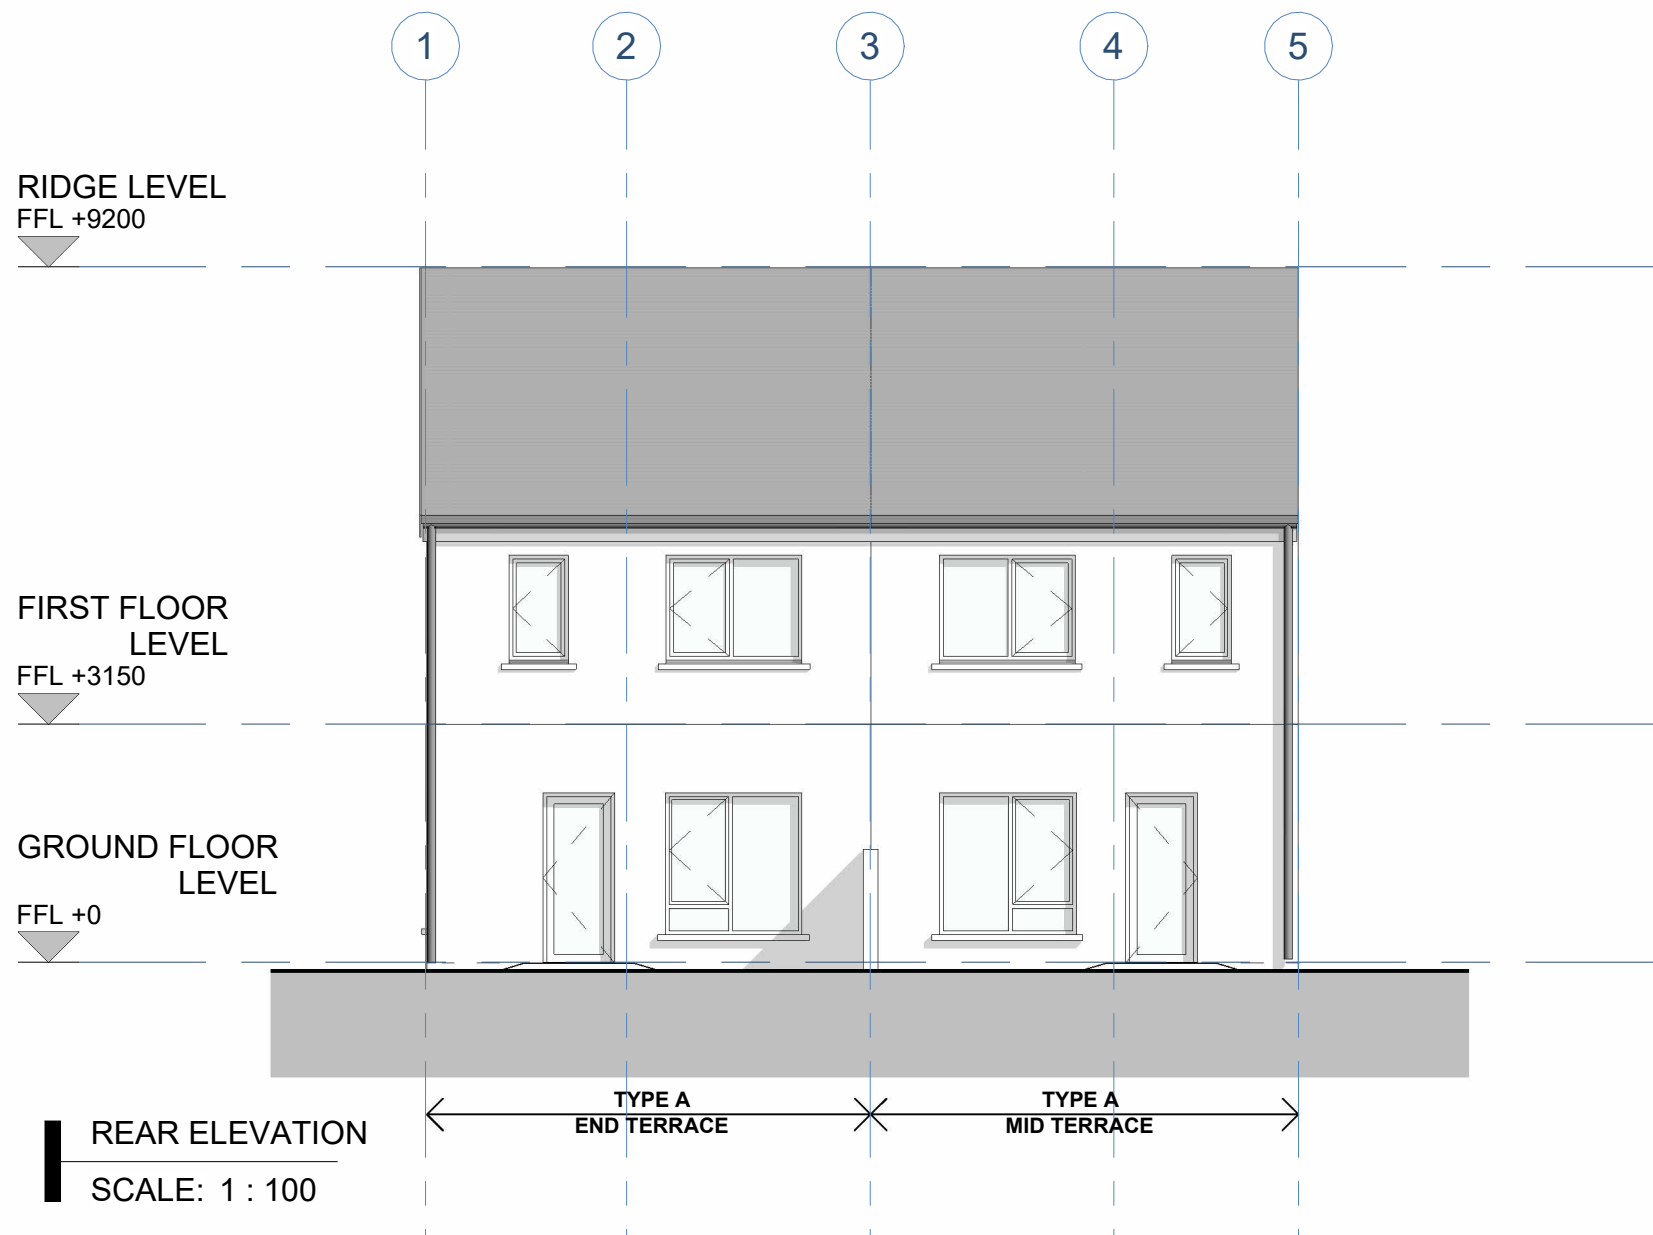 1 2 3 4 5
RIDGE LEVEL
FFL +9200
FIRST FLOOR
LEVEL
FFL +3150
GROUND FLOOR
LEVEL
FFL +0
TYPE A
END TERRACE
TYPE A
MID TERRACE
REAR ELEVATION
SCALE: 1 : 100